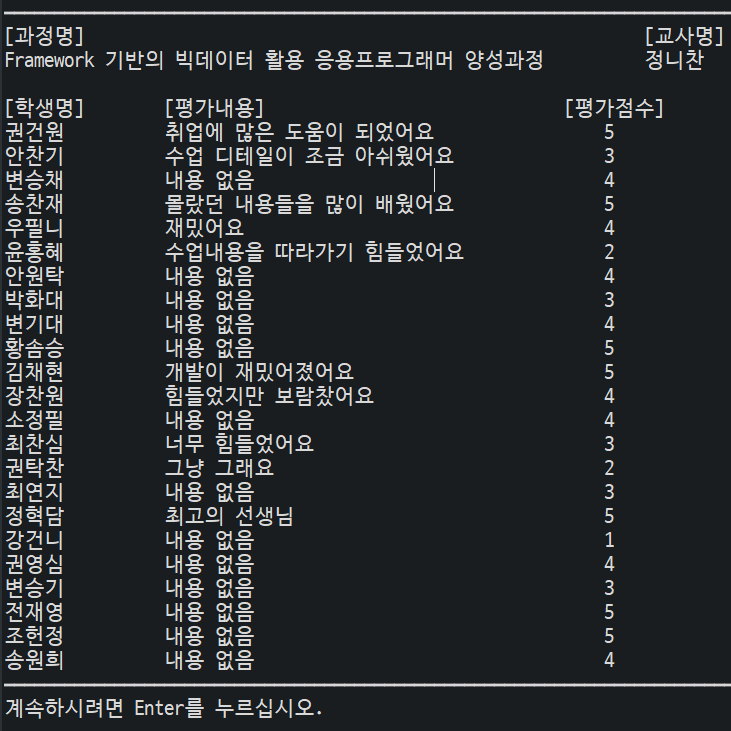 [과정명] [교사명]
Framework 기반의 빅데이터 활용 응용프로그래머 양성과정 정니찬
[학생명] [평가내용] [평가점수]
권건원 취업에 많은 도움이 되었어요 5
안찬기 수업 디테일이 조금 아쉬웠어요 3
변승채 내용 없음 4
송찬재 몰랐던 내용들을 많이 배웠어요 5
우필니 재밌어요 4
윤홍혜 수업내용을 따라가기 힘들었어요 2
안원탁 내용 없음 4
박화대 내용 없음 3
변기대 내용 없음 4
황솜승 내용 없음 5
김채현 개발이 재밌어졌어요 5
장찬원 힘들었지만 보람찼어요 4
소정필 내용 없음 4
최찬심 너무 힘들었어요 3
권탁찬 그냥 그래요 2
최연지 내용 없음 3
정혁담 최고의 선생님 5
강건니 내용 없음 1
권영심 내용 없음 4
변승기 내용 없음 3
전재영 내용 없음 5
조헌정 내용 없음 5
송원희 내용 없음 4
계속하시려면 Enter를 누르십시오.